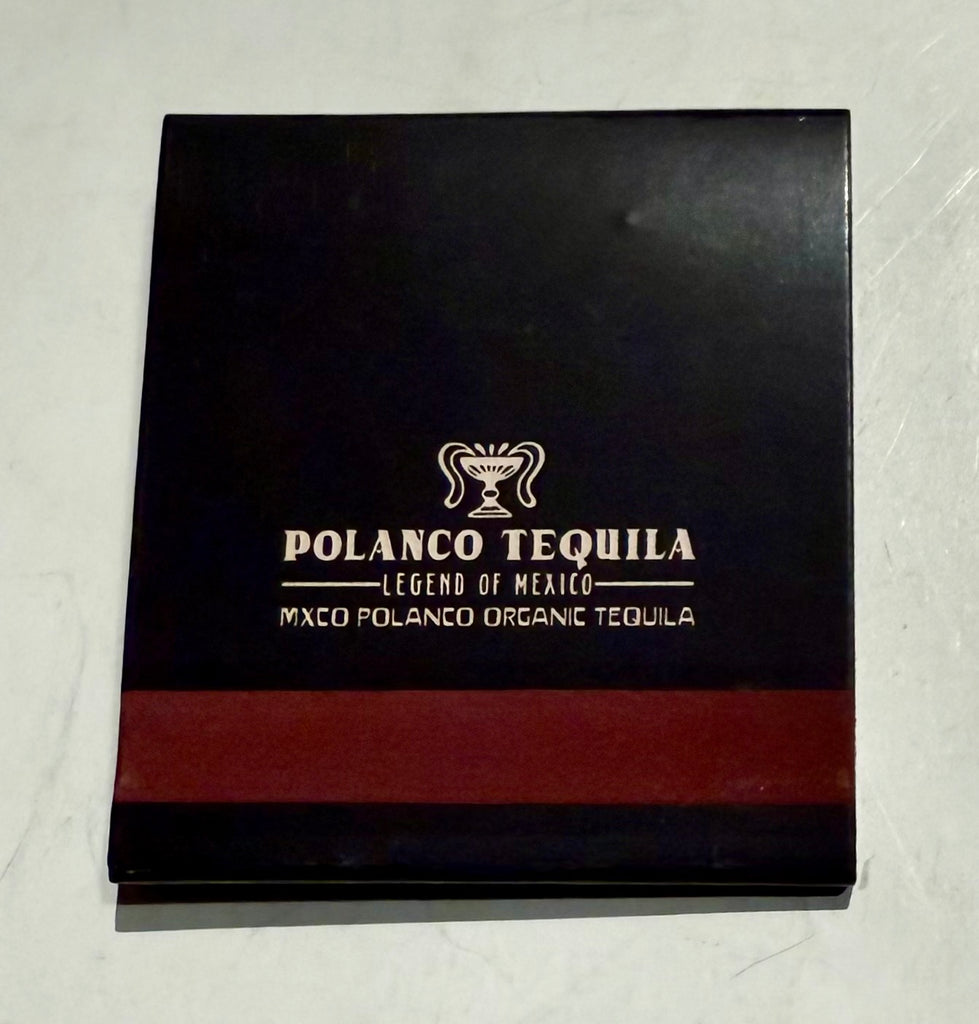 POLANCO TEQUILA
LEGEND OF MEXICO
MXCO POLANCO ORGANIC TEQUILA